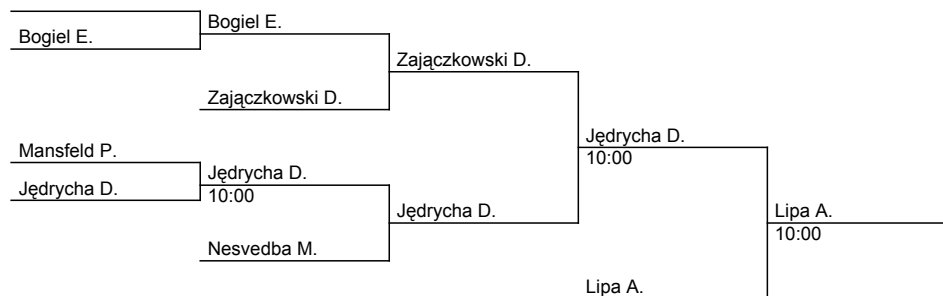 Bogiel E.
Bogiel E.
Zajączkowski D.
Zajączkowski D.
Mansfeld P.
Jędrycha D.
10:00
Jędrycha D.
Jędrycha D.
10:00
Jędrycha D.
Lipa A.
10:00
Nesvedba M.
Lipa A.